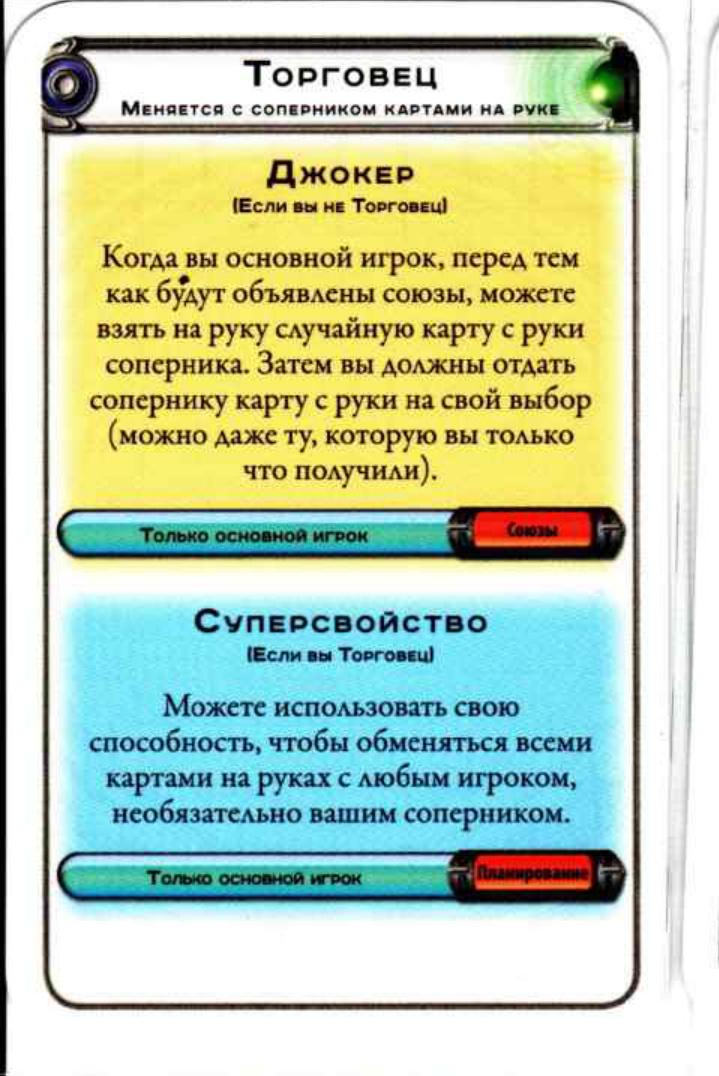 Торговец
Меняется с соперником картами на руке
Джокер
(Если вы не Торговец)
Когда вы основной игрок, перед тем
как будут объявлены союзы, можете
взять на руку случайную карту с руки
соперника. Затем вы должны отдать
сопернику карту с руки на свой выбор
(можно даже ту, которую вы только
что получили).
Только основной игрок
Союзы
Суперсвойство
(Если вы Торговец)
Можете использовать свою
способность, чтобы обменяться всеми
картами на руках с любым игроком,
необязательно вашим соперником.
Только основной игрок
Планирование